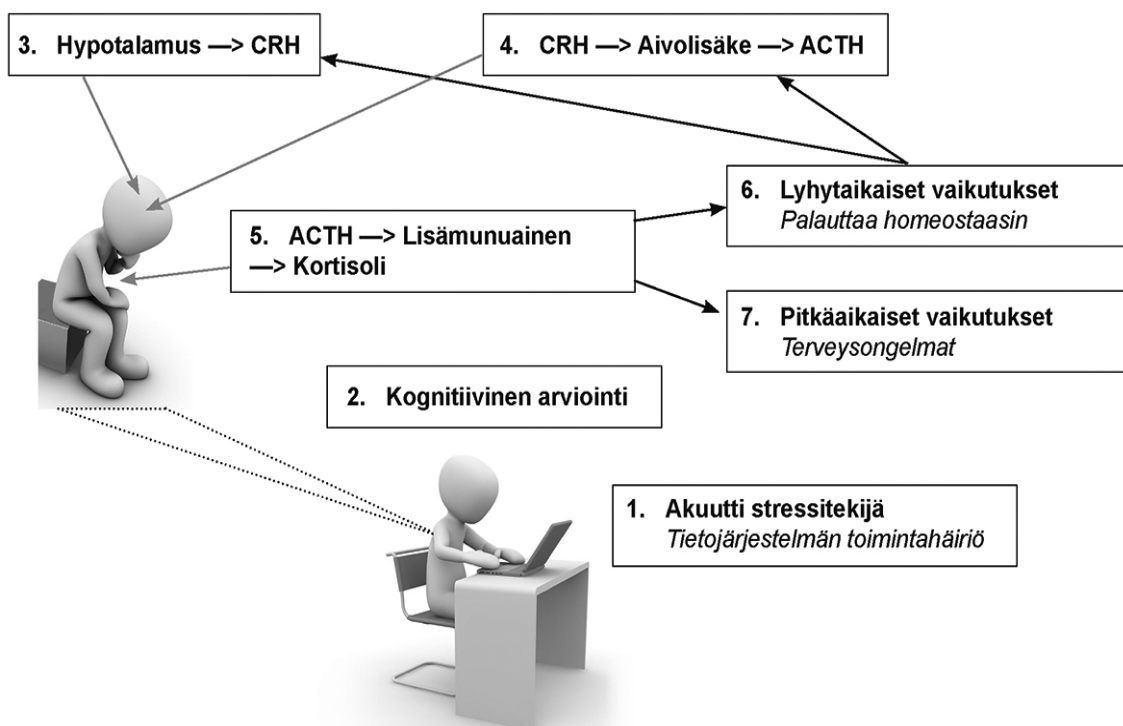 3. Hypotalamus —> CRH
4. CRH —> Aivolisäke —> ACTH
5. ACTH —> Lisämunuainen
—> Kortisoli
6. Lyhytaikaiset vaikutukset
Palauttaa homeostaasin
7. Pitkäaikaiset vaikutukset
Terveysongelmat
2. Kognitiivinen arviointi
1. Akuutti stressitekijä
Tietojärjestelmän toimintahäiriö